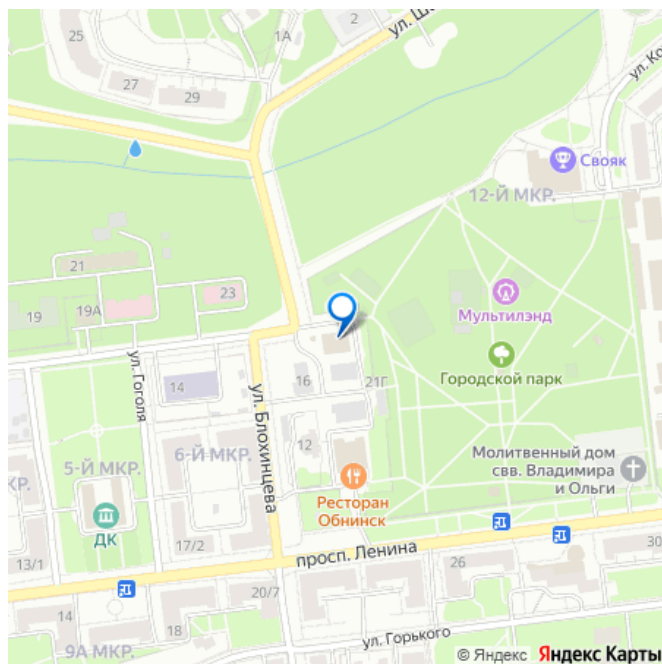 2
25
1А
ул. Ш
27
29
ул. Ко
Свояк
12-Й МКР.
21
19А
23
19
Мультилэнд
ул. Гоголя
Городской парк
14
16
21Г
ул. Блохинцева
5-Й МКР.
6-Й МКР.
12
МКР.
Молитвенный дом
свв. Владимира
и Ольги
Ресторан
Обнинск
ДК
13/1
17/2
просп. Ленина
26
30
20/7
14
18
ул. Горького
9А МКР.
© Яндекс Яндекс Карты